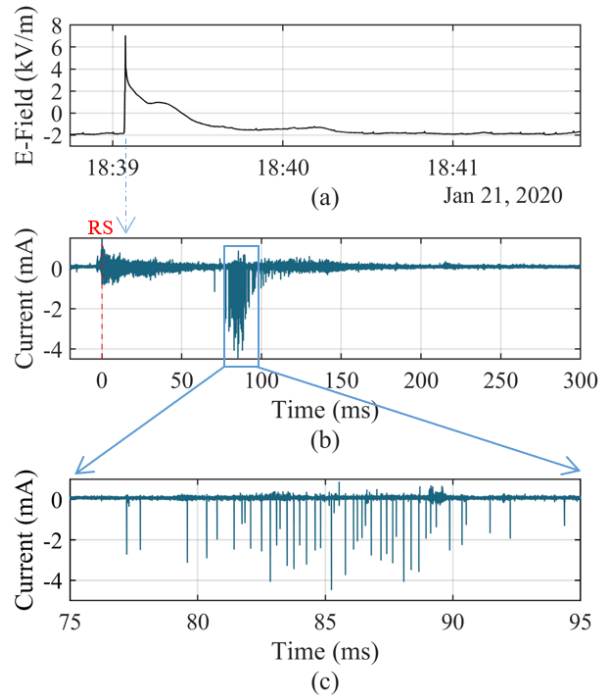 E-Field (kV/m)
8
6
4
2
0
-2
18:39 18:40 18:41
(a) Jan 21, 2020
RS
Current (mA)
0
-2
-4
0 50 100 150 200 250 300
Time (ms)
(b)
Current (mA)
0
-2
-4
75 80 85 90 95
Time (ms)
(c)